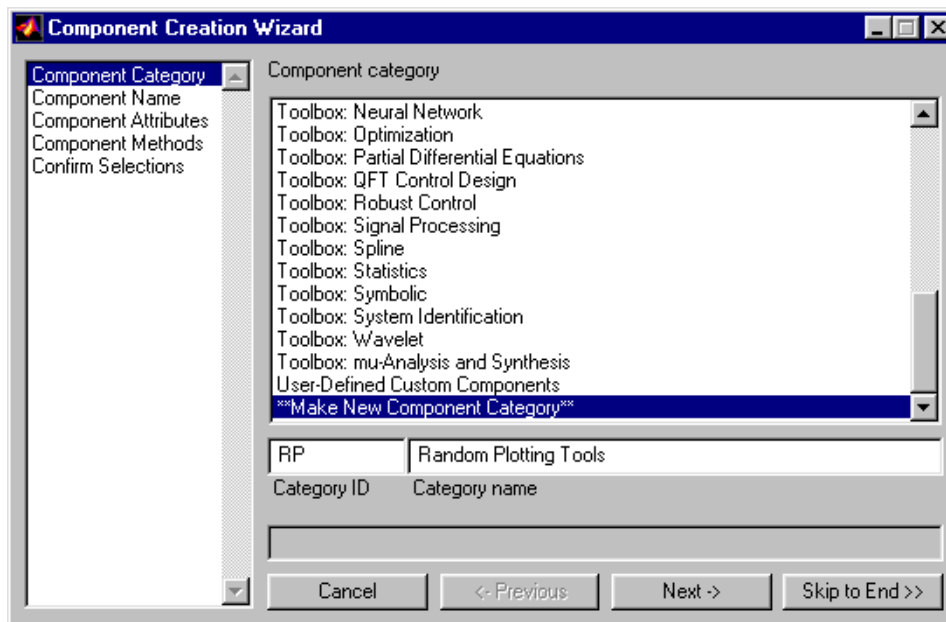 Component Creation Wizard
Component Category
Component Name
Component Attributes
Component Methods
Confirm Selections
Component category
Toolbox: Neural Network
Toolbox: Optimization
Toolbox: Partial Differential Equations
Toolbox: QFT Control Design
Toolbox: Robust Control
Toolbox: Signal Processing
Toolbox: Spline
Toolbox: Statistics
Toolbox: Symbolic
Toolbox: System Identification
Toolbox: Wavelet
Toolbox: mu-Analysis and Synthesis
User-Defined Custom Components
**Make New Component Category**
RP Random Plotting Tools
Category ID Category name
Cancel <- Previous Next -> Skip to End >>